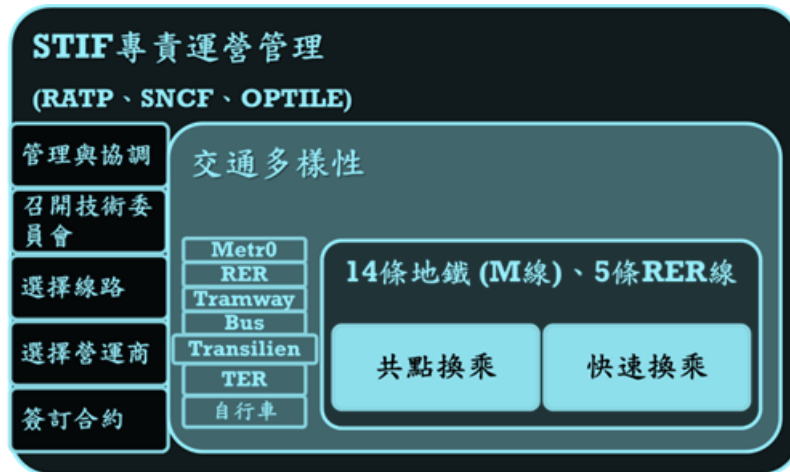 STIF專責運營管理
(RATP、SNCF、OPTILE)
管理與協調
召開技術委
員會
選擇線路
選擇營運商
簽訂合約
交通多樣性
Metr0
RER
Tramway
Bus
Transilien
TER
自行車
14條地鐵 (M線)、5條RER線
共點換乘
快速換乘